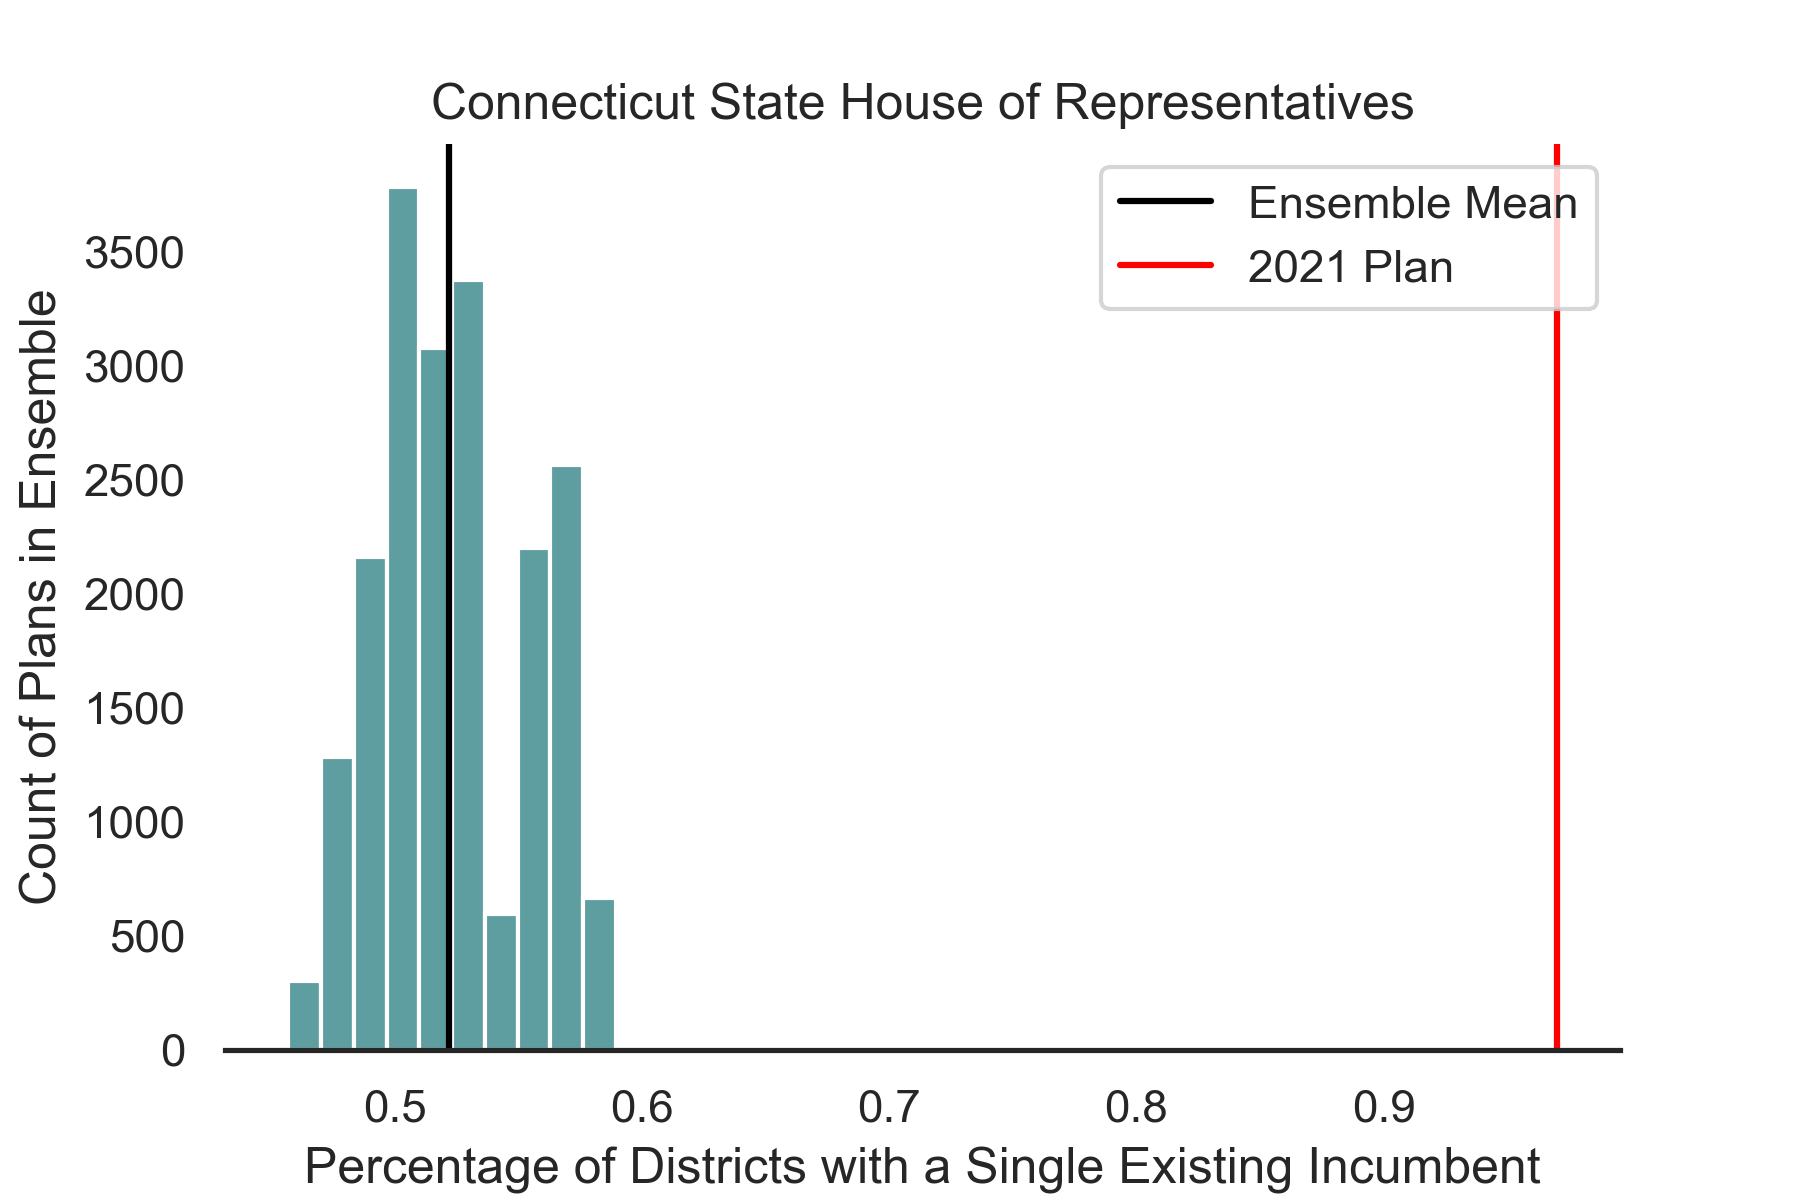 Connecticut State House of Representatives
Ensemble Mean
2021 Plan
Count of Plans in Ensemble
3500
3000
2500
2000
1500
1000
500
0
0.5 0.6 0.7 0.8 0.9
Percentage of Districts with a Single Existing Incumbent